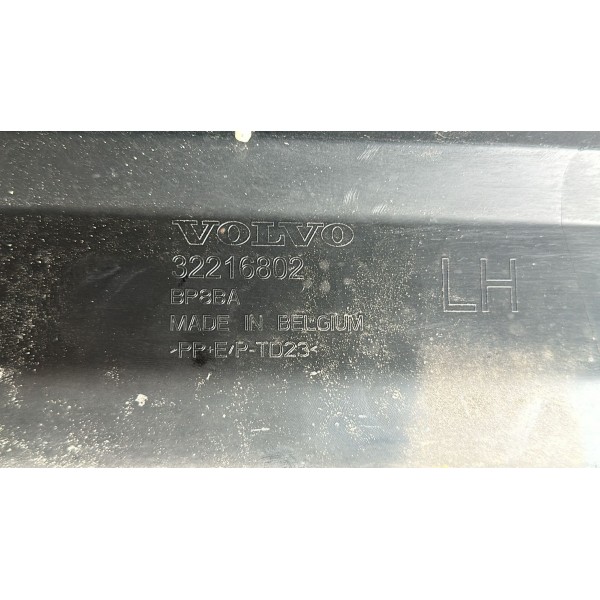 VOLVO
32216802
LH
BP8BA
MADE IN BELGIUM
>PP+E/P-TD23<